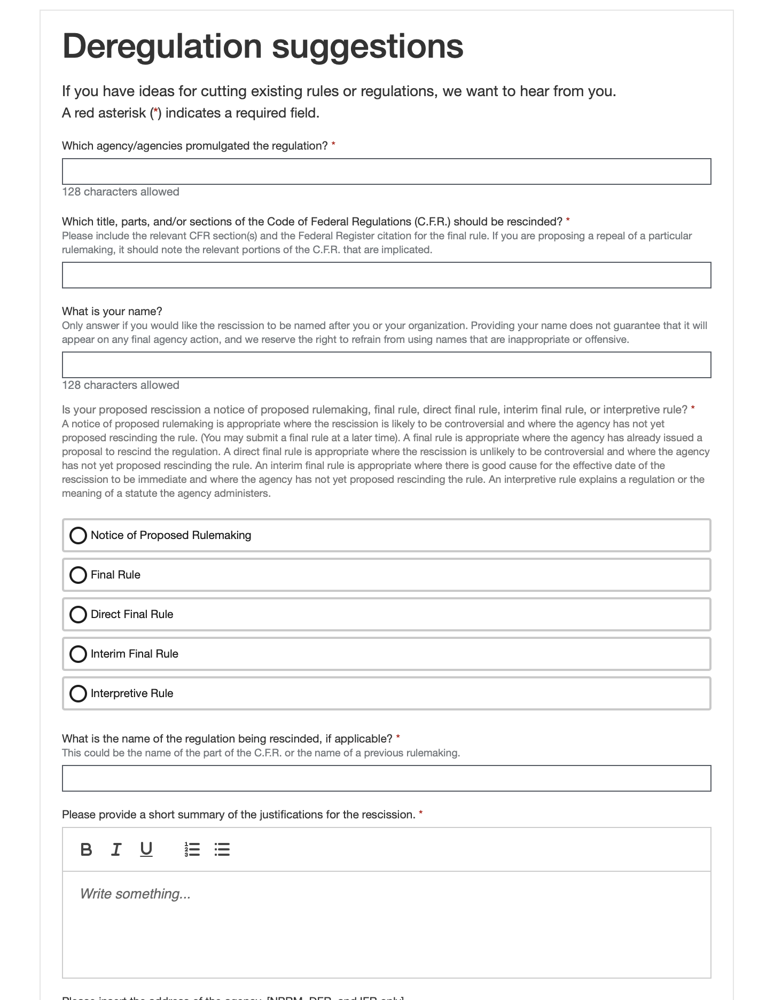 Deregulation suggestions
If you have ideas for cutting existing rules or regulations, we want to hear from you.
A red asterisk (*) indicates a required field.
Which agency/agencies promulgated the regulation? *
128 characters allowed
Which title, parts, and/or sections of the Code of Federal Regulations (C.F.R.) should be rescinded? *
Please include the relevant CFR section(s) and the Federal Register citation for the final rule. If you are proposing a repeal of a particular
rulemaking, it should note the relevant portions of the C.F.R. that are implicated.
What is your name?
Only answer if you would like the rescission to be named after you or your organization. Providing your name does not guarantee that it will
appear on any final agency action, and we reserve the right to refrain from using names that are inappropriate or offensive.
128 characters allowed
Is your proposed rescission a notice of proposed rulemaking, final rule, direct final rule, interim final rule, or interpretive rule? *
A notice of proposed rulemaking is appropriate where the rescission is likely to be controversial and where the agency has not yet
proposed rescinding the rule. (You may submit a final rule at a later time). A final rule is appropriate where the agency has already issued a
proposal to rescind the regulation. A direct final rule is appropriate where the rescission is unlikely to be controversial and where the agency
has not yet proposed rescinding the rule. An interim final rule is appropriate where there is good cause for the effective date of the
rescission to be immediate and where the agency has not yet proposed rescinding the rule. An interpretive rule explains a regulation or the
meaning of a statute the agency administers.
Notice of Proposed Rulemaking
Final Rule
Direct Final Rule
Interim Final Rule
Interpretive Rule
What is the name of the regulation being rescinded, if applicable? *
This could be the name of the part of the C.F.R. or the name of a previous rulemaking.
Please provide a short summary of the justifications for the rescission. *
B I U
Write something...
Please insert the address of the agency. [NPRM, DFR, and IFR only]